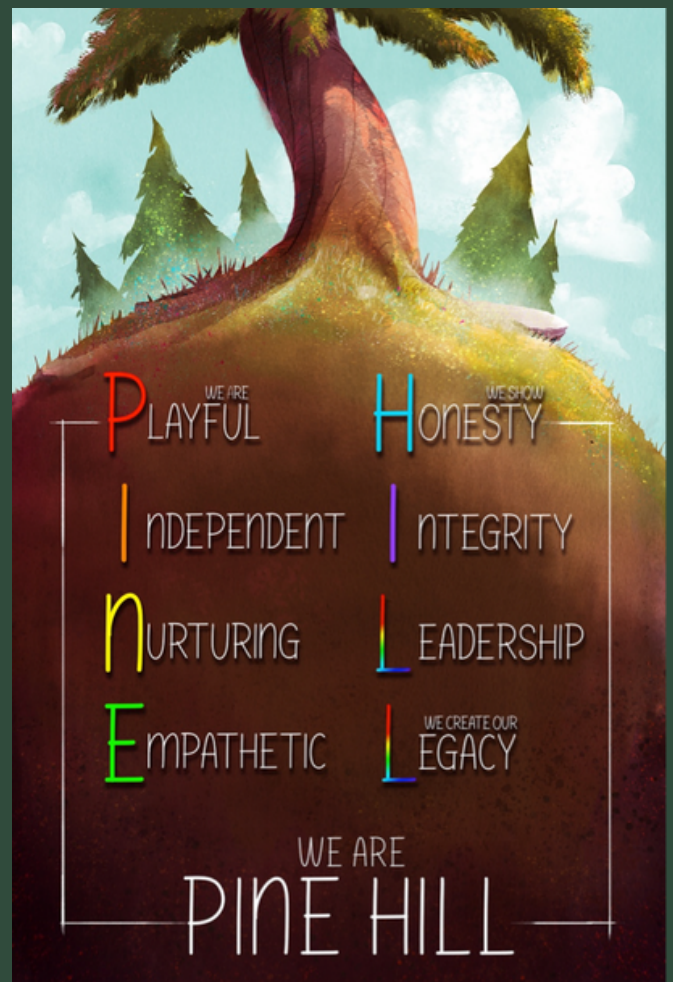 WE ARE
PLAYFUL
INDEPENDENT
NURTURING
EMPATHETIC
WE SHOW
HONESTY
INTEGRITY
LEADERSHIP
WE CREATE OUR
LEGACY
WE ARE
PINE HILL